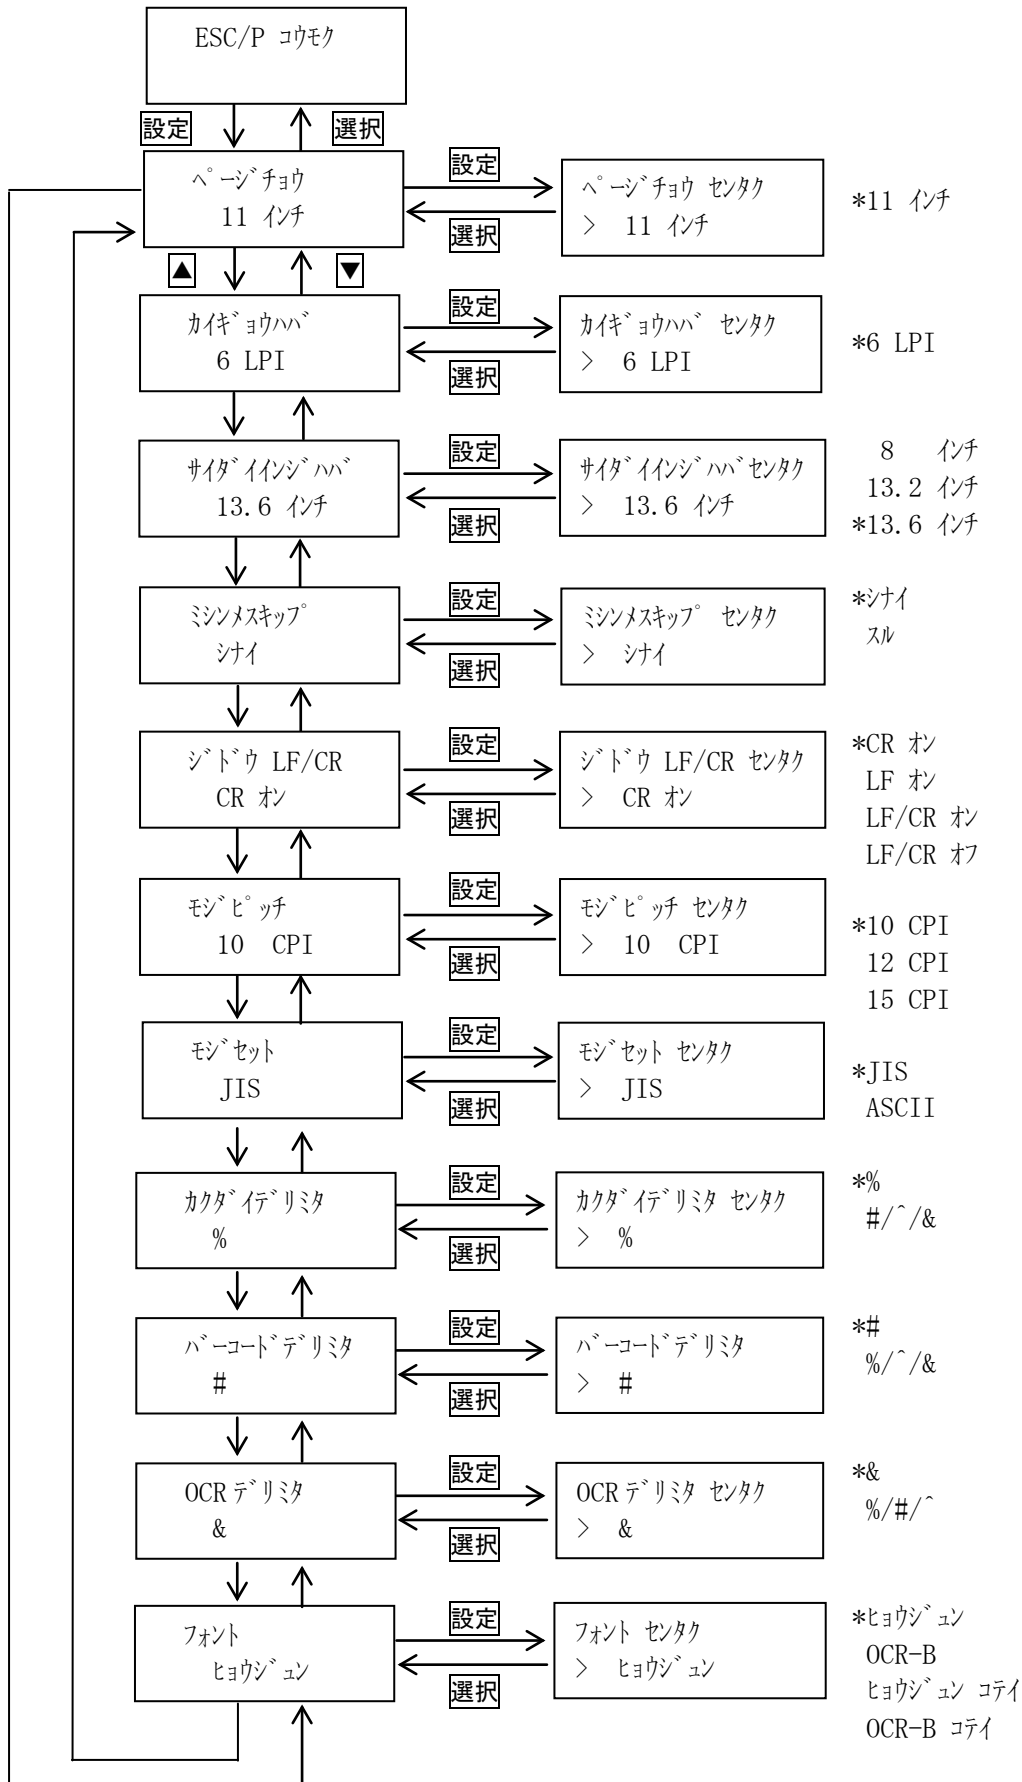 ESC/P コウモク
設定 選択
ページチョウ
11 インチ
設定
選択
ページチョウ センタク
> 11 インチ
*11 インチ
▲ ▼
カイギョウハバ
6 LPI
設定
選択
カイギョウハバ センタク
> 6 LPI
*6 LPI
サイダイインジハバ
13.6 インチ
設定
選択
サイダイインジハバセンタク
> 13.6 インチ
8 インチ
13.2 インチ
*13.6 インチ
ミシンメスキップ
シナイ
設定
選択
ミシンメスキップ センタク
> シナイ
*シナイ
スル
ジドウ LF/CR
CR オン
設定
選択
ジドウ LF/CR センタク
> CR オン
*CR オン
LF オン
LF/CR オン
LF/CR オフ
モジピッチ
10 CPI
設定
選択
モジピッチ センタク
> 10 CPI
*10 CPI
12 CPI
15 CPI
モジセット
JIS
設定
選択
モジセット センタク
> JIS
*JIS
ASCII
カクダイデリミタ
%
設定
選択
カクダイデリミタ センタク
> %
*%
#/^/&
バーコードデリミタ
#
設定
選択
バーコードデリミタ
> #
*#
%/^/&
OCRデリミタ
&
設定
選択
OCRデリミタ センタク
> &
*&
%/#/^
フォント
ヒョウジュン
設定
選択
フォント センタク
> ヒョウジュン
*ヒョウジュン
OCR-B
ヒョウジュン コテイ
OCR-B コテイ